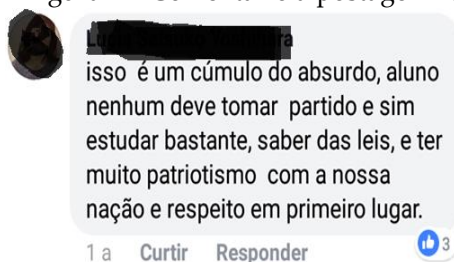 isso é um cúmulo do absurdo, aluno
nenhum deve tomar partido e sim
estudar bastante, saber das leis, e ter
muito patriotismo com a nossa
nação e respeito em primeiro lugar.
1 a Curtir Responder 3